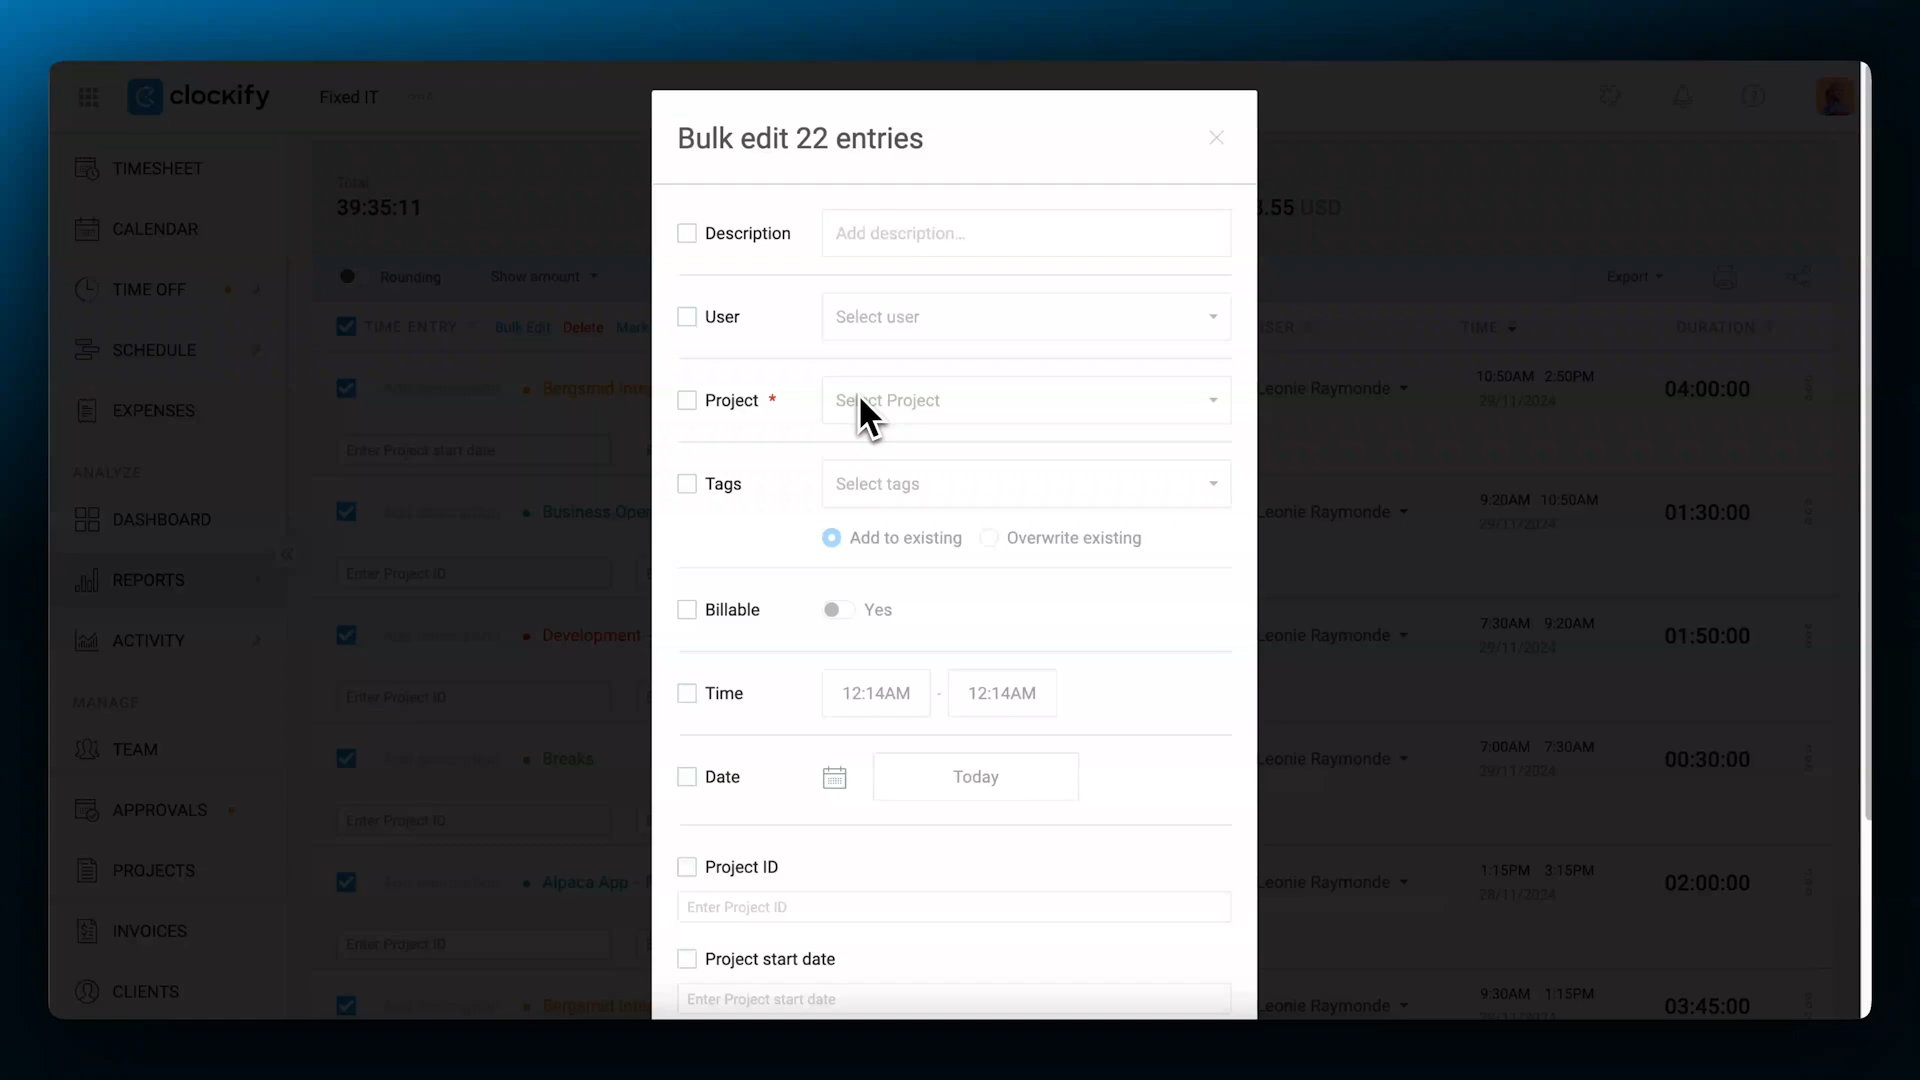 clockify
Fixed IT
TIMESHEET
CALENDAR
TIME OFF
SCHEDULE
EXPENSES
ANALYZE
DASHBOARD
REPORTS
ACTIVITY
MANAGE
TEAM
APPROVALS
PROJECTS
INVOICES
CLIENTS
Total
39:35:11
.55 USD
Rounding
Show amount
Export
TIME ENTRY
Bulk Edit
Delete
Mark
TIME
DURATION
Bulk edit 22 entries
Description
Add description...
User
Select user
Project *
Select Project
Tags
Select tags
Add to existing
Overwrite existing
Billable
Yes
Time
12:14AM - 12:14AM
Date
Today
Project ID
Enter Project ID
Project start date
Enter Project start date
Bergsmid
Leonie Raymonde
10:50AM 2:50PM
29/11/2024
04:00:00
Enter Project start date
Business
Leonie Raymonde
9:20AM 10:50AM
29/11/2024
01:30:00
Enter Project ID
Development
Leonie Raymonde
7:30AM 9:20AM
29/11/2024
01:50:00
Enter Project ID
Breaks
Leonie Raymonde
7:00AM 7:30AM
29/11/2024
00:30:00
Enter Project ID
Alpaca App -
Leonie Raymonde
1:15PM 3:15PM
28/11/2024
02:00:00
Enter Project ID
Bergsmid
Leonie Raymonde
9:30AM 1:15PM
03:45:00